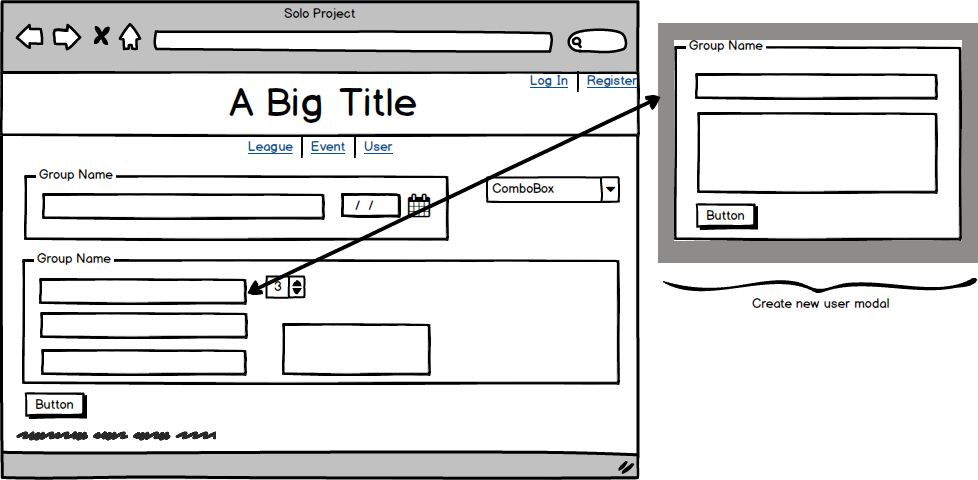 Solo Project
Log In Register
A Big Title
League Event User
Group Name
/ /
ComboBox
Group Name
3
Button
Group Name
Button
Create new user modal